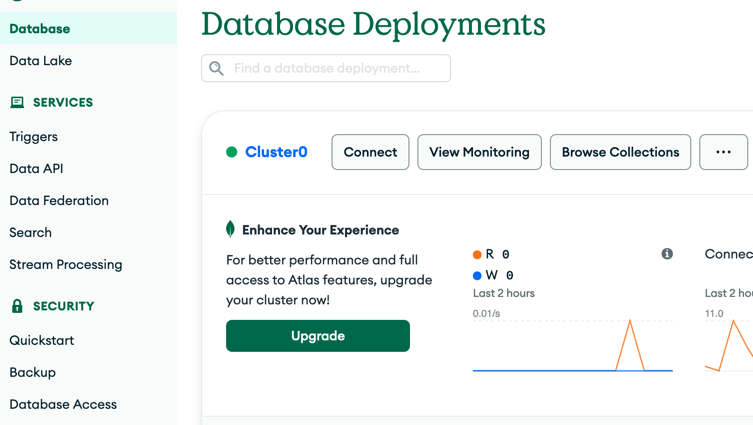 Database
Data Lake
SERVICES
Triggers
Data API
Data Federation
Search
Stream Processing
SECURITY
Quickstart
Backup
Database Access
Database Deployments
Find a database deployment...
Cluster0
Connect
View Monitoring
Browse Collections
...
Enhance Your Experience
For better performance and full
access to Atlas features, upgrade
your cluster now!
Upgrade
R 0
W 0
Last 2 hours
0.01/s
Connec
Last 2 ho
11.0